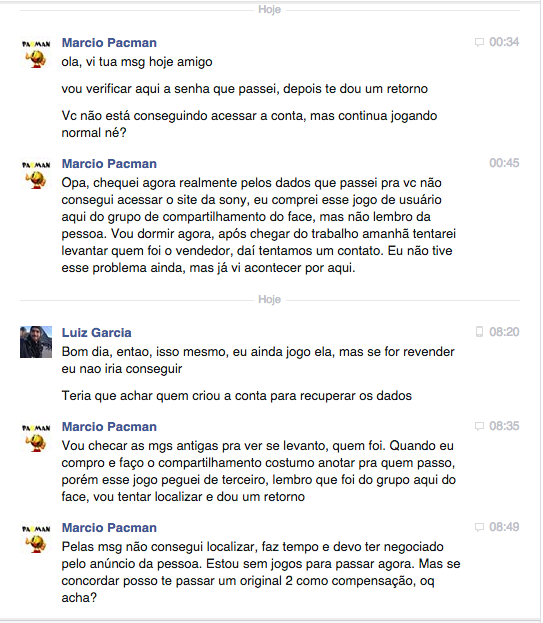 Hoje
PACMAN
Marcio Pacman
00:34
ola, vi tua msg hoje amigo
vou verificar aqui a senha que passei, depois te dou um retorno
Vc não está conseguindo acessar a conta, mas continua jogando
normal né?
PACMAN
Marcio Pacman
00:45
Opa, chequei agora realmente pelos dados que passei pra vc não
consegui acessar o site da sony, eu comprei esse jogo de usuário
aqui do grupo de compartilhamento do face, mas não lembro da
pessoa. Vou dormir agora, após chegar do trabalho amanhã tentarei
levantar quem foi o vendedor, daí tentamos um contato. Eu não tive
esse problema ainda, mas já vi acontecer por aqui.
Hoje
Luiz Garcia
08:20
Bom dia, entao, isso mesmo, eu ainda jogo ela, mas se for revender
eu nao iria conseguir
Teria que achar quem criou a conta para recuperar os dados
PACMAN
Marcio Pacman
08:35
Vou checar as mgs antigas pra ver se levanto, quem foi. Quando eu
compro e faço o compartilhamento costumo anotar pra quem passo,
porém esse jogo peguei de terceiro, lembro que foi do grupo aqui do
face, vou tentar localizar e dou um retorno
PACMAN
Marcio Pacman
08:49
Pelas msg não consegui localizar, faz tempo e devo ter negociado
pelo anúncio da pessoa. Estou sem jogos para passar agora. Mas se
concordar posso te passar um original 2 como compensação, oq
acha?